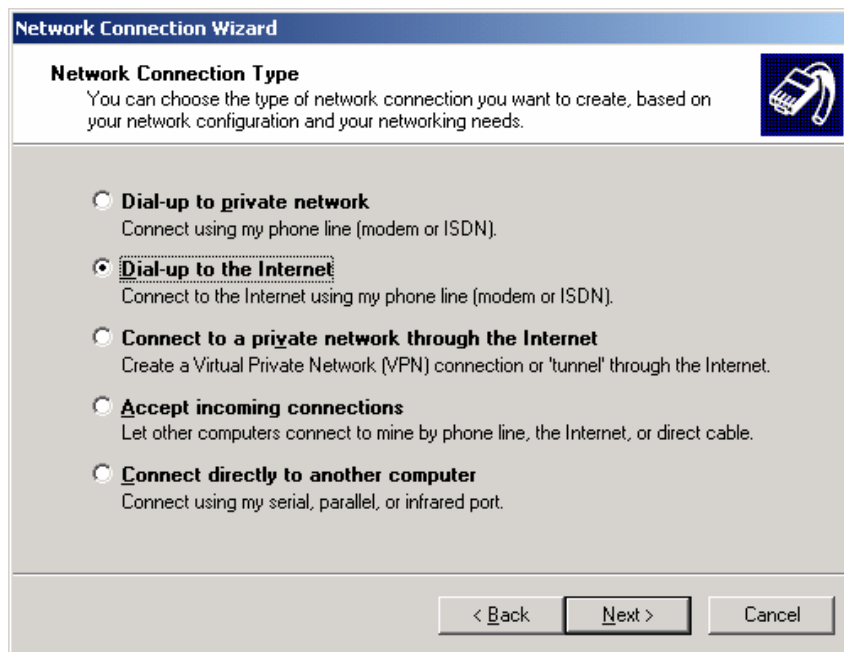 Network Connection Wizard
Network Connection Type
You can choose the type of network connection you want to create, based on
your network configuration and your networking needs.
Dial-up to private network
Connect using my phone line (modem or ISDN).
Dial-up to the Internet
Connect to the Internet using my phone line (modem or ISDN).
Connect to a private network through the Internet
Create a Virtual Private Network (VPN) connection or 'tunnel' through the Internet.
Accept incoming connections
Let other computers connect to mine by phone line, the Internet, or direct cable.
Connect directly to another computer
Connect using my serial, parallel, or infrared port.
< Back Next > Cancel